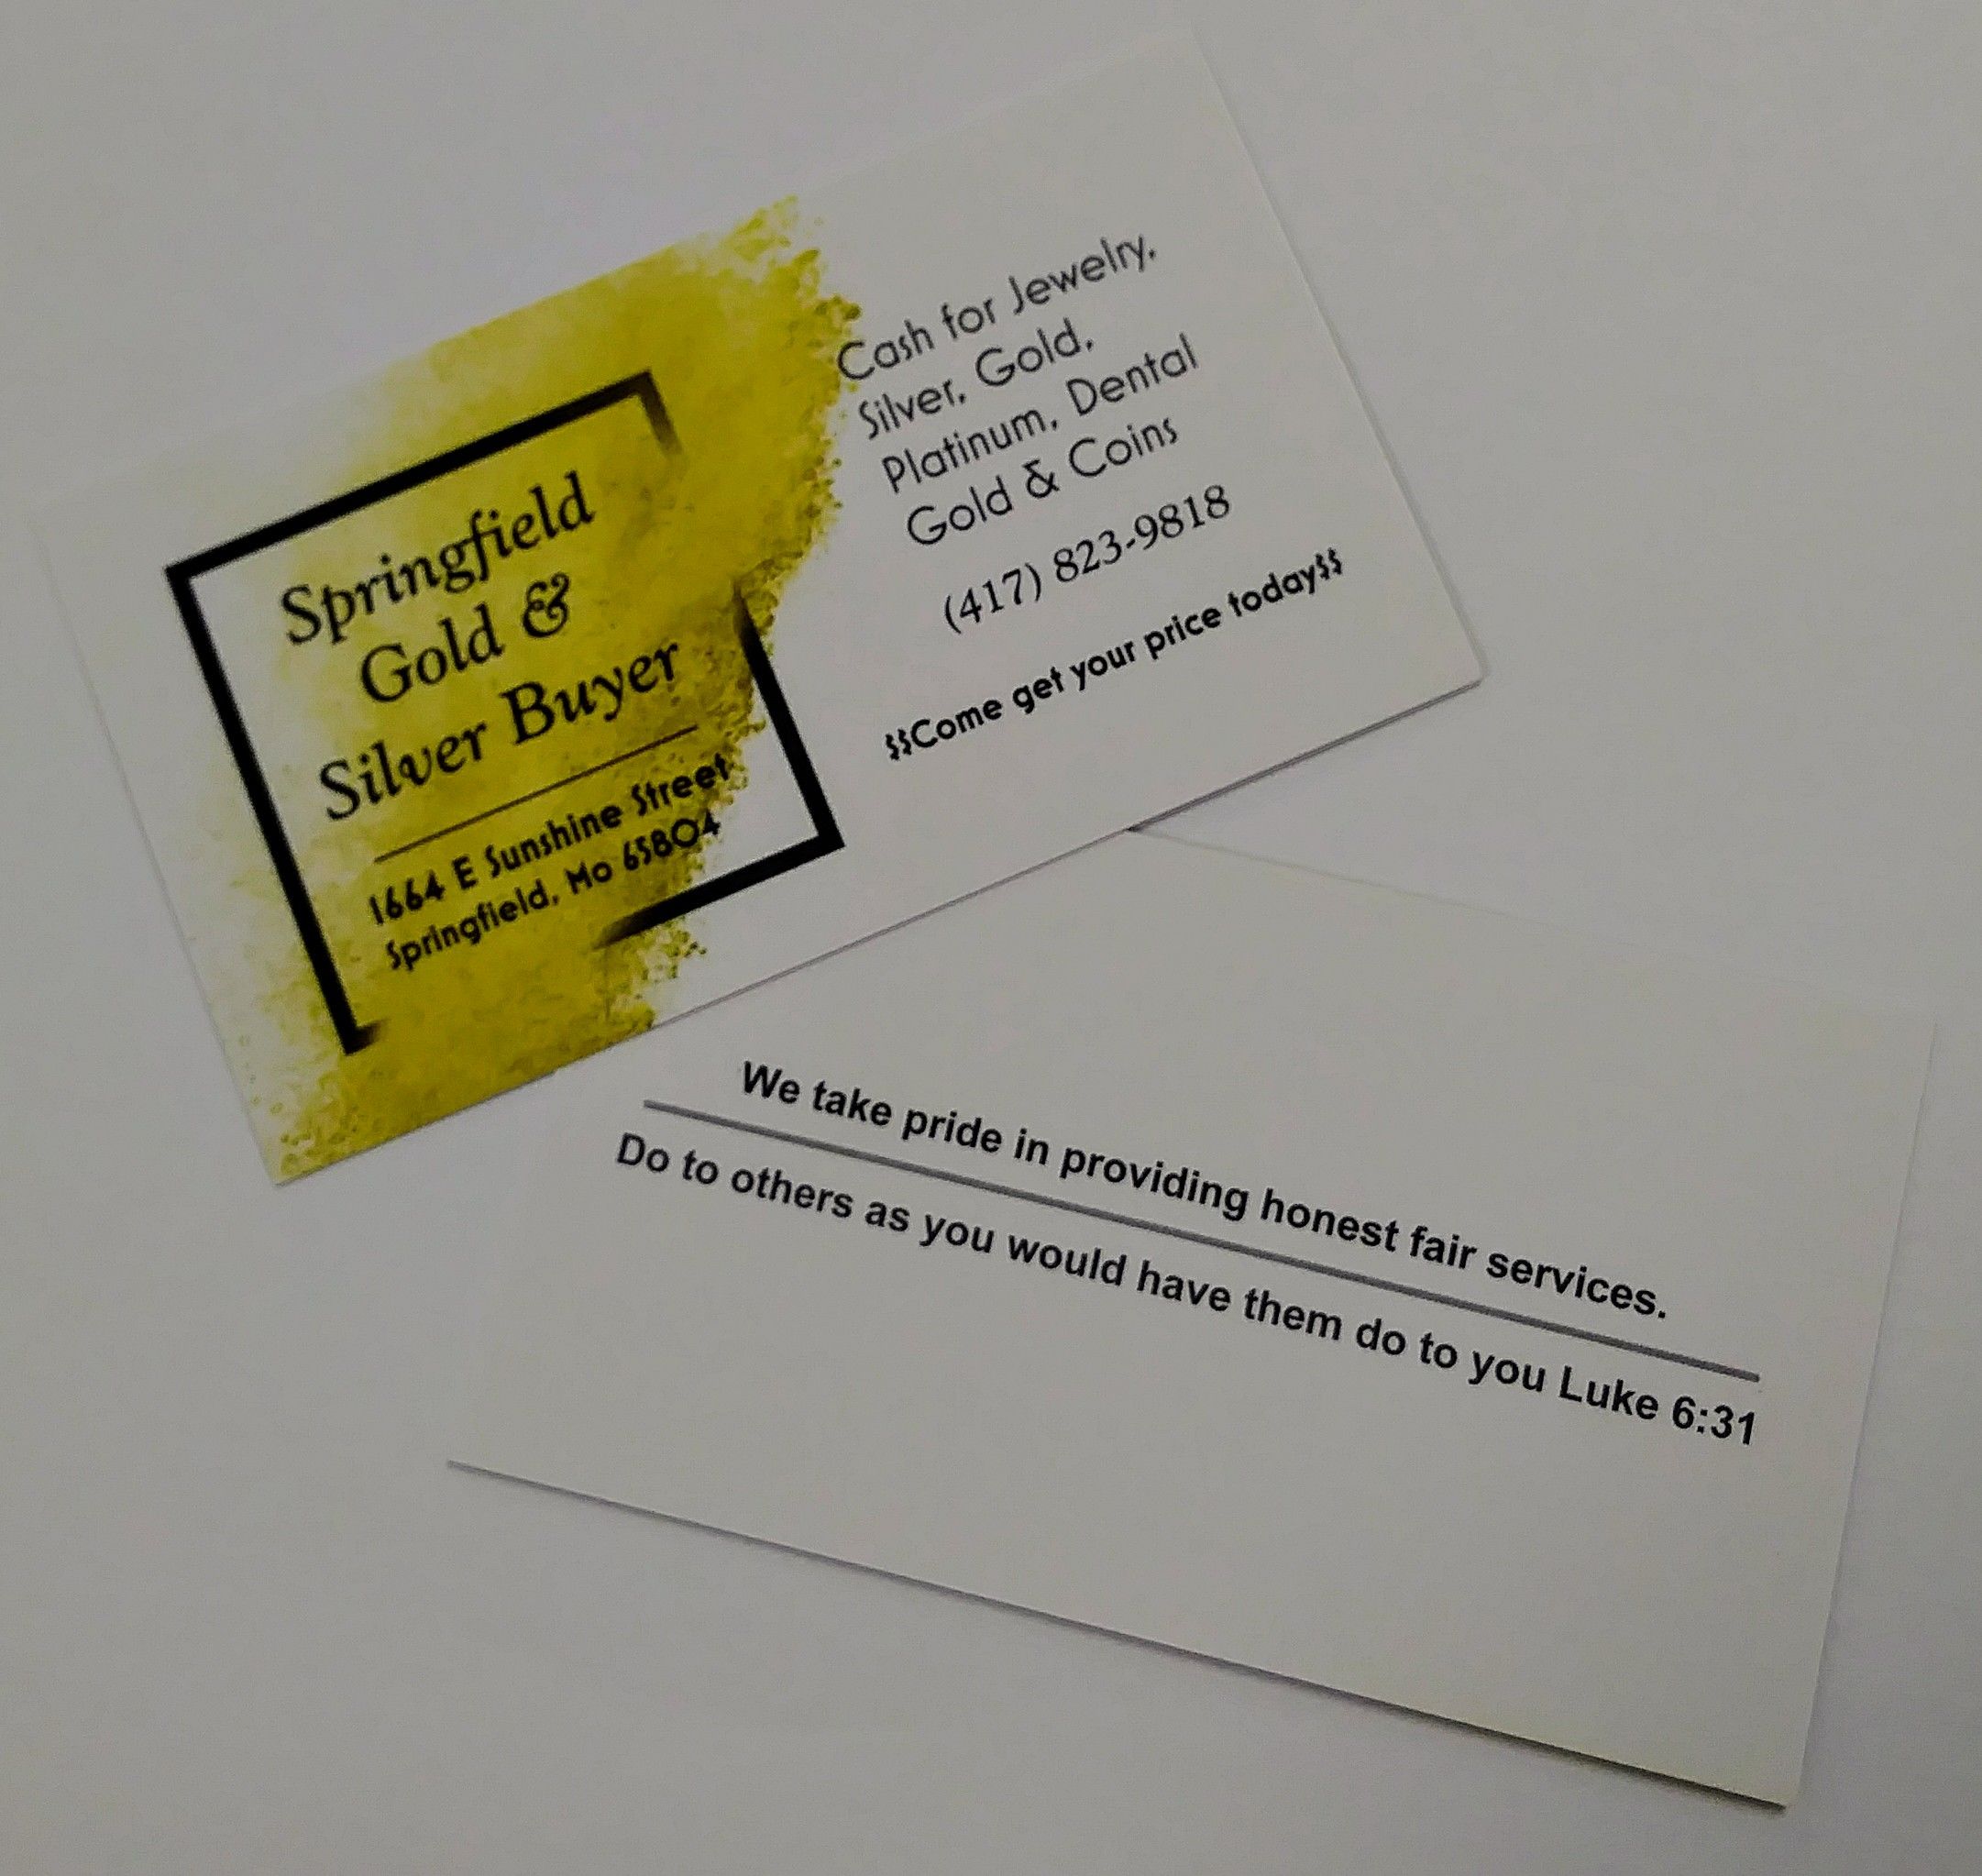 Springfield
Gold &
Silver Buyer
1664 E Sunshine Street
Springfield, Mo 65804
Cash for Jewelry,
Silver, Gold,
Platinum, Dental
Gold & Coins
(417) 823-9818
$$Come get your price today$$
We take pride in providing honest fair services.
Do to others as you would have them do to you Luke 6:31